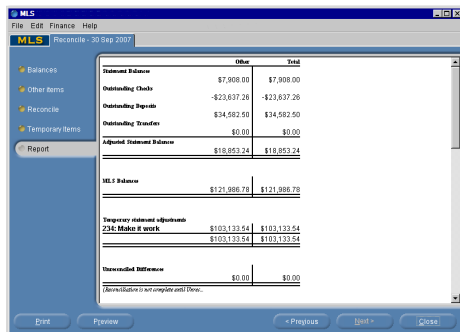 MLS
File Edit Finance Help
MLS Reconcile - 30 Sep 2007
Balances
Other items
Reconcile
Temporary Items
Report
Other Total
Statement Balances
$7,908.00 $7,908.00
Outstanding Checks
-$23,637.26 -$23,637.26
Outstanding Deposits
$34,582.50 $34,582.50
Outstanding Transfers
$0.00 $0.00
Adjusted Statement Balances
$18,853.24 $18,853.24
MLS Balances
$121,986.78 $121,986.78
Temporary statement adjustments
234: Make it work $103,133.54 $103,133.54
$103,133.54 $103,133.54
Unreconciled Differences
$0.00 $0.00
(Reconciliation is not complete until Unrec...
Print Preview < Previous Next > Close